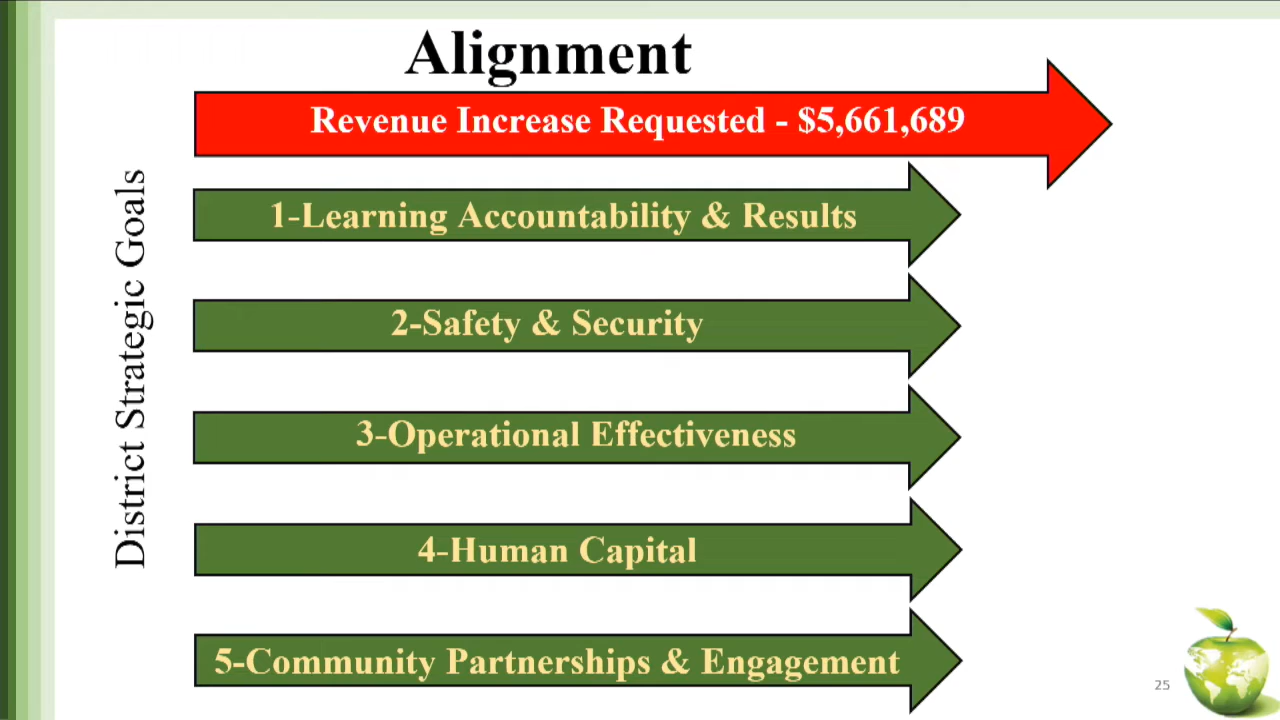 Alignment
Revenue Increase Requested - $5,661,689
District Strategic Goals
1-Learning Accountability & Results
2-Safety & Security
3-Operational Effectiveness
4-Human Capital
5-Community Partnerships & Engagement
25